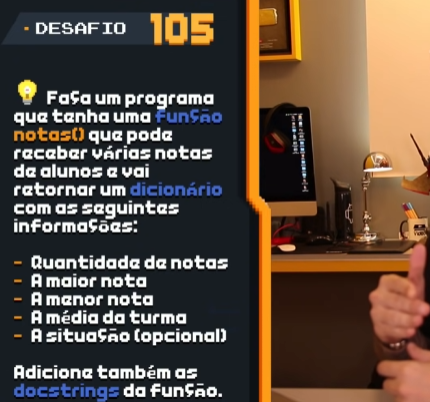 · DESAFIO 105
💡 Faça um programa
que tenha uma função
notas() que pode
receber várias notas
de alunos e vai
retornar um dicionário
com as seguintes
informações:
- Quantidade de notas
- A maior nota
- A menor nota
- A média da turma
- A situação (opcional)
Adicione também as
docstrings da função.